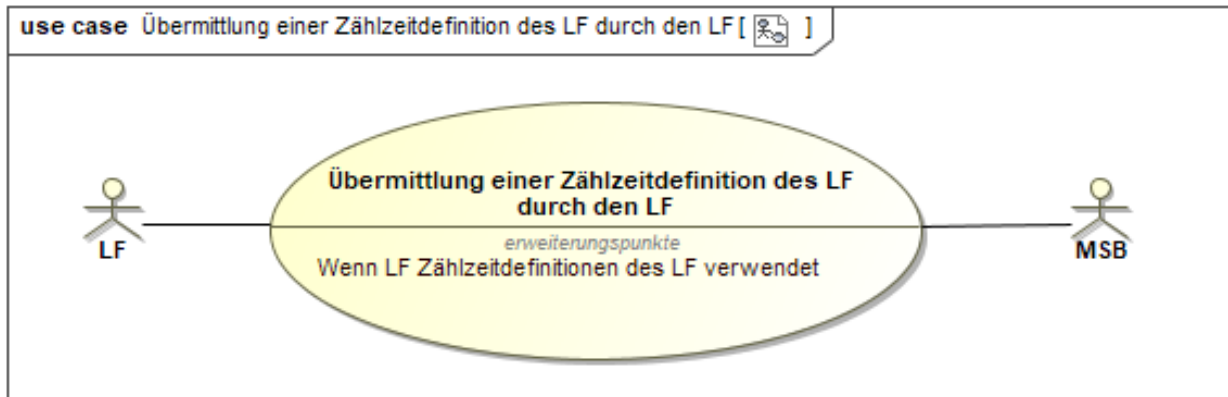 use case Übermittlung einer Zählzeitdefinition des LF durch den LF [ ]
Übermittlung einer Zählzeitdefinition des LF
durch den LF
erweiterungspunkte
Wenn LF Zählzeitdefinitionen des LF verwendet
LF
MSB